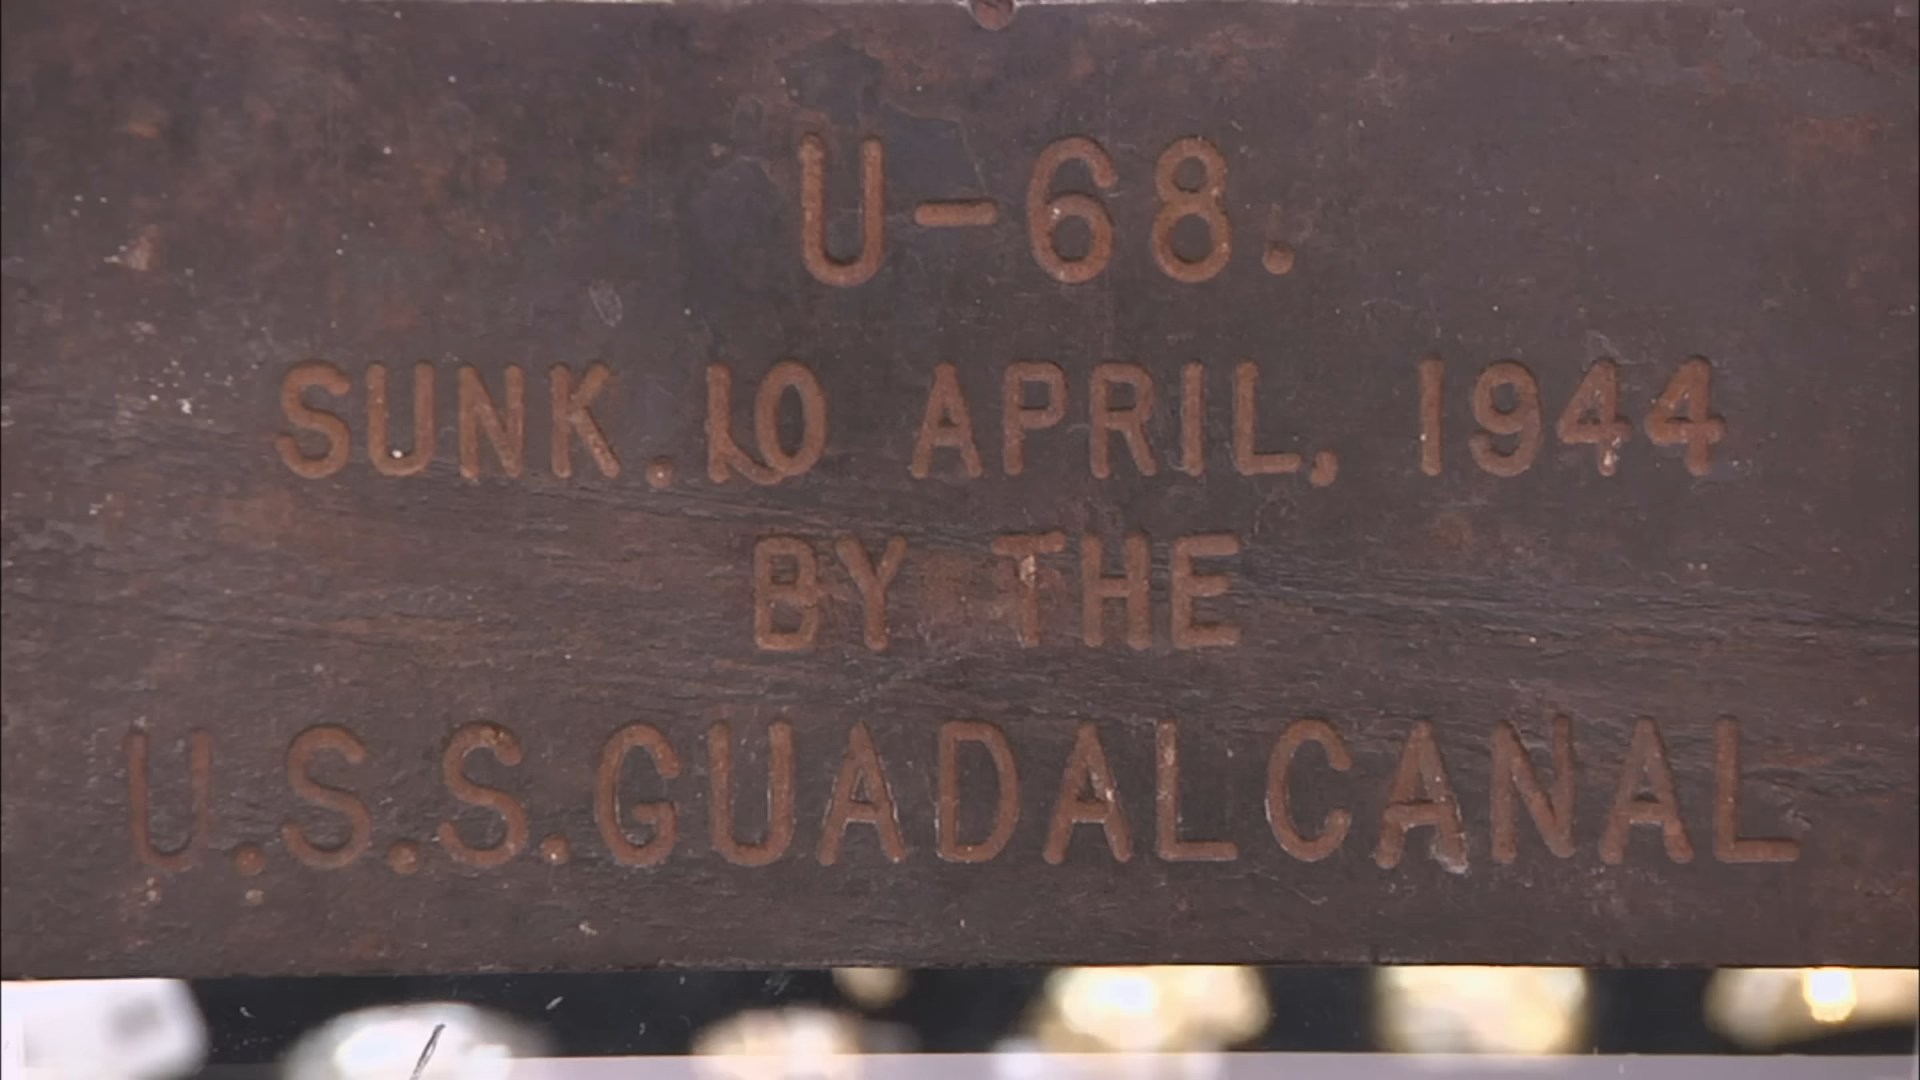 U-68.
SUNK. 10 APRIL, 1944
BY THE
U.S.S. GUADALCANAL